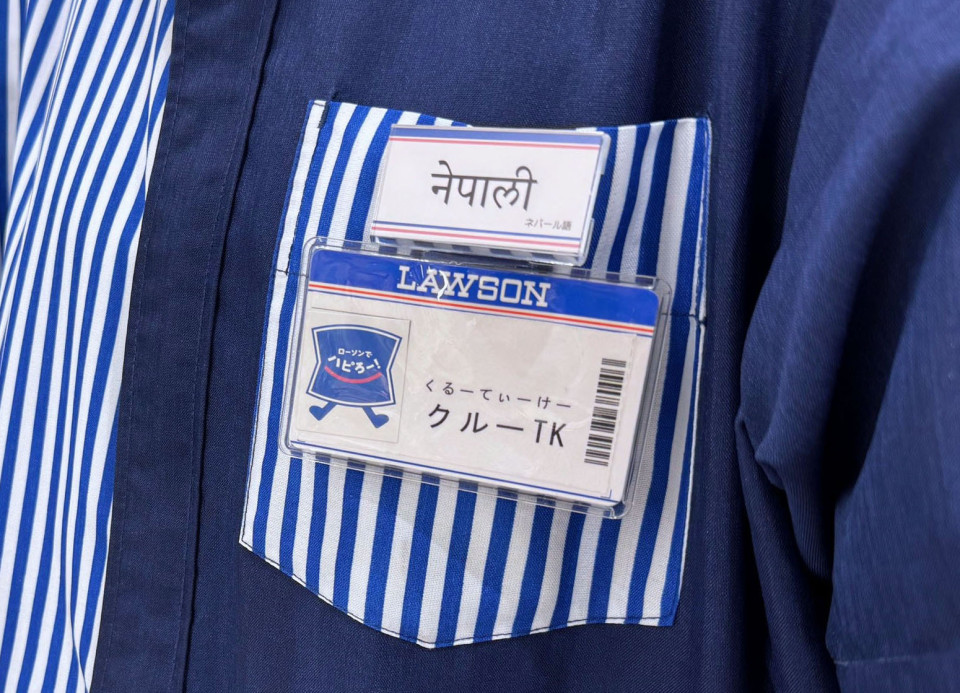 नेपाली
ネパール語
LAWSON
ローソンで
ハピろー!
くるーてぃーけー
クルーTK